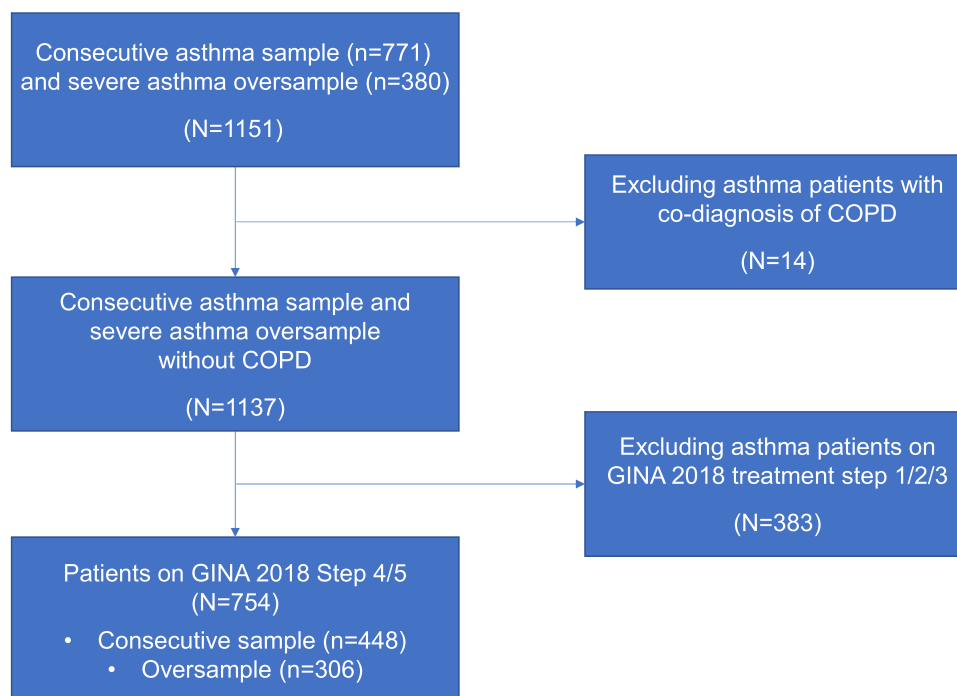 Consecutive asthma sample (n=771)
and severe asthma oversample (n=380)
(N=1151)
Excluding asthma patients with
co-diagnosis of COPD
(N=14)
Consecutive asthma sample and
severe asthma oversample
without COPD
(N=1137)
Excluding asthma patients on
GINA 2018 treatment step 1/2/3
(N=383)
Patients on GINA 2018 Step 4/5
(N=754)
• Consecutive sample (n=448)
• Oversample (n=306)